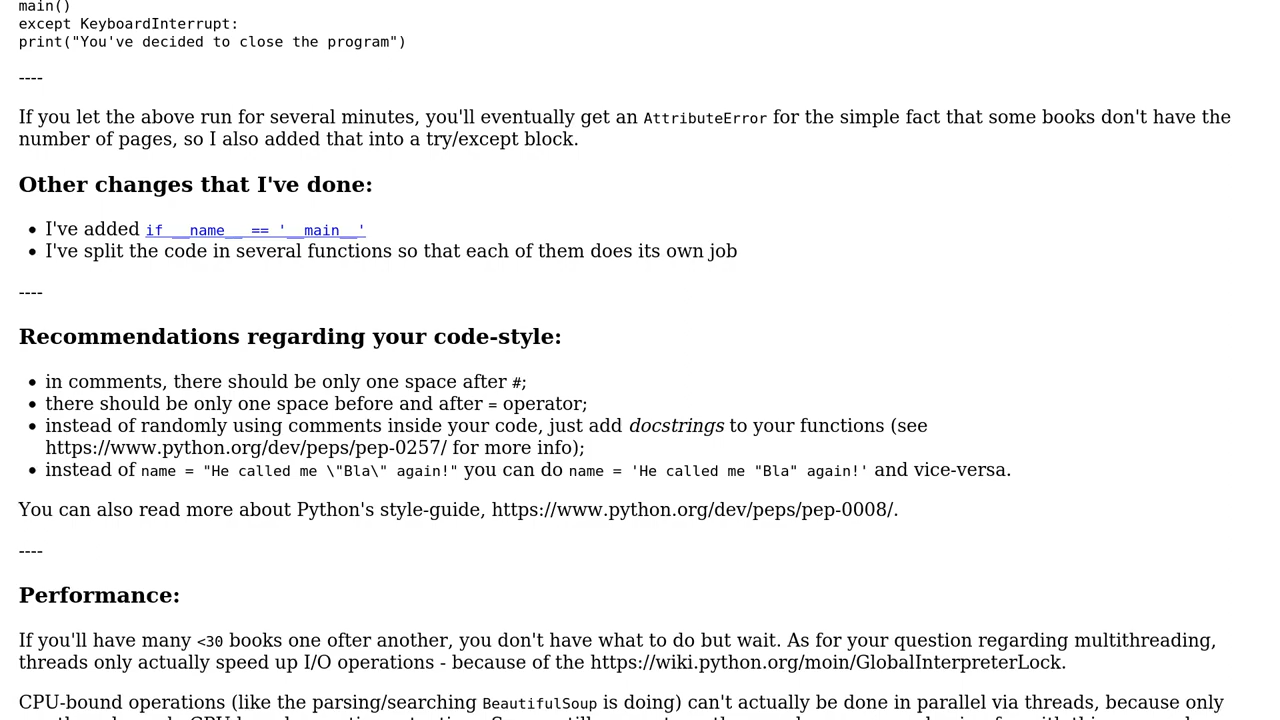 main()
except KeyboardInterrupt:
print("You've decided to close the program")
----
If you let the above run for several minutes, you'll eventually get an AttributeError for the simple fact that some books don't have the
number of pages, so I also added that into a try/except block.
Other changes that I've done:
• I've added if __name__ == '__main__'
• I've split the code in several functions so that each of them does its own job
----
Recommendations regarding your code-style:
• in comments, there should be only one space after #;
• there should be only one space before and after = operator;
• instead of randomly using comments inside your code, just add docstrings to your functions (see
https://www.python.org/dev/peps/pep-0257/ for more info);
• instead of name = "He called me \"Bla\" again!" you can do name = 'He called me "Bla" again!' and vice-versa.
You can also read more about Python's style-guide, https://www.python.org/dev/peps/pep-0008/.
----
Performance:
If you'll have many <30 books one ofter another, you don't have what to do but wait. As for your question regarding multithreading,
threads only actually speed up I/O operations - because of the https://wiki.python.org/moin/GlobalInterpreterLock.
CPU-bound operations (like the parsing/searching BeautifulSoup is doing) can't actually be done in parallel via threads, because only